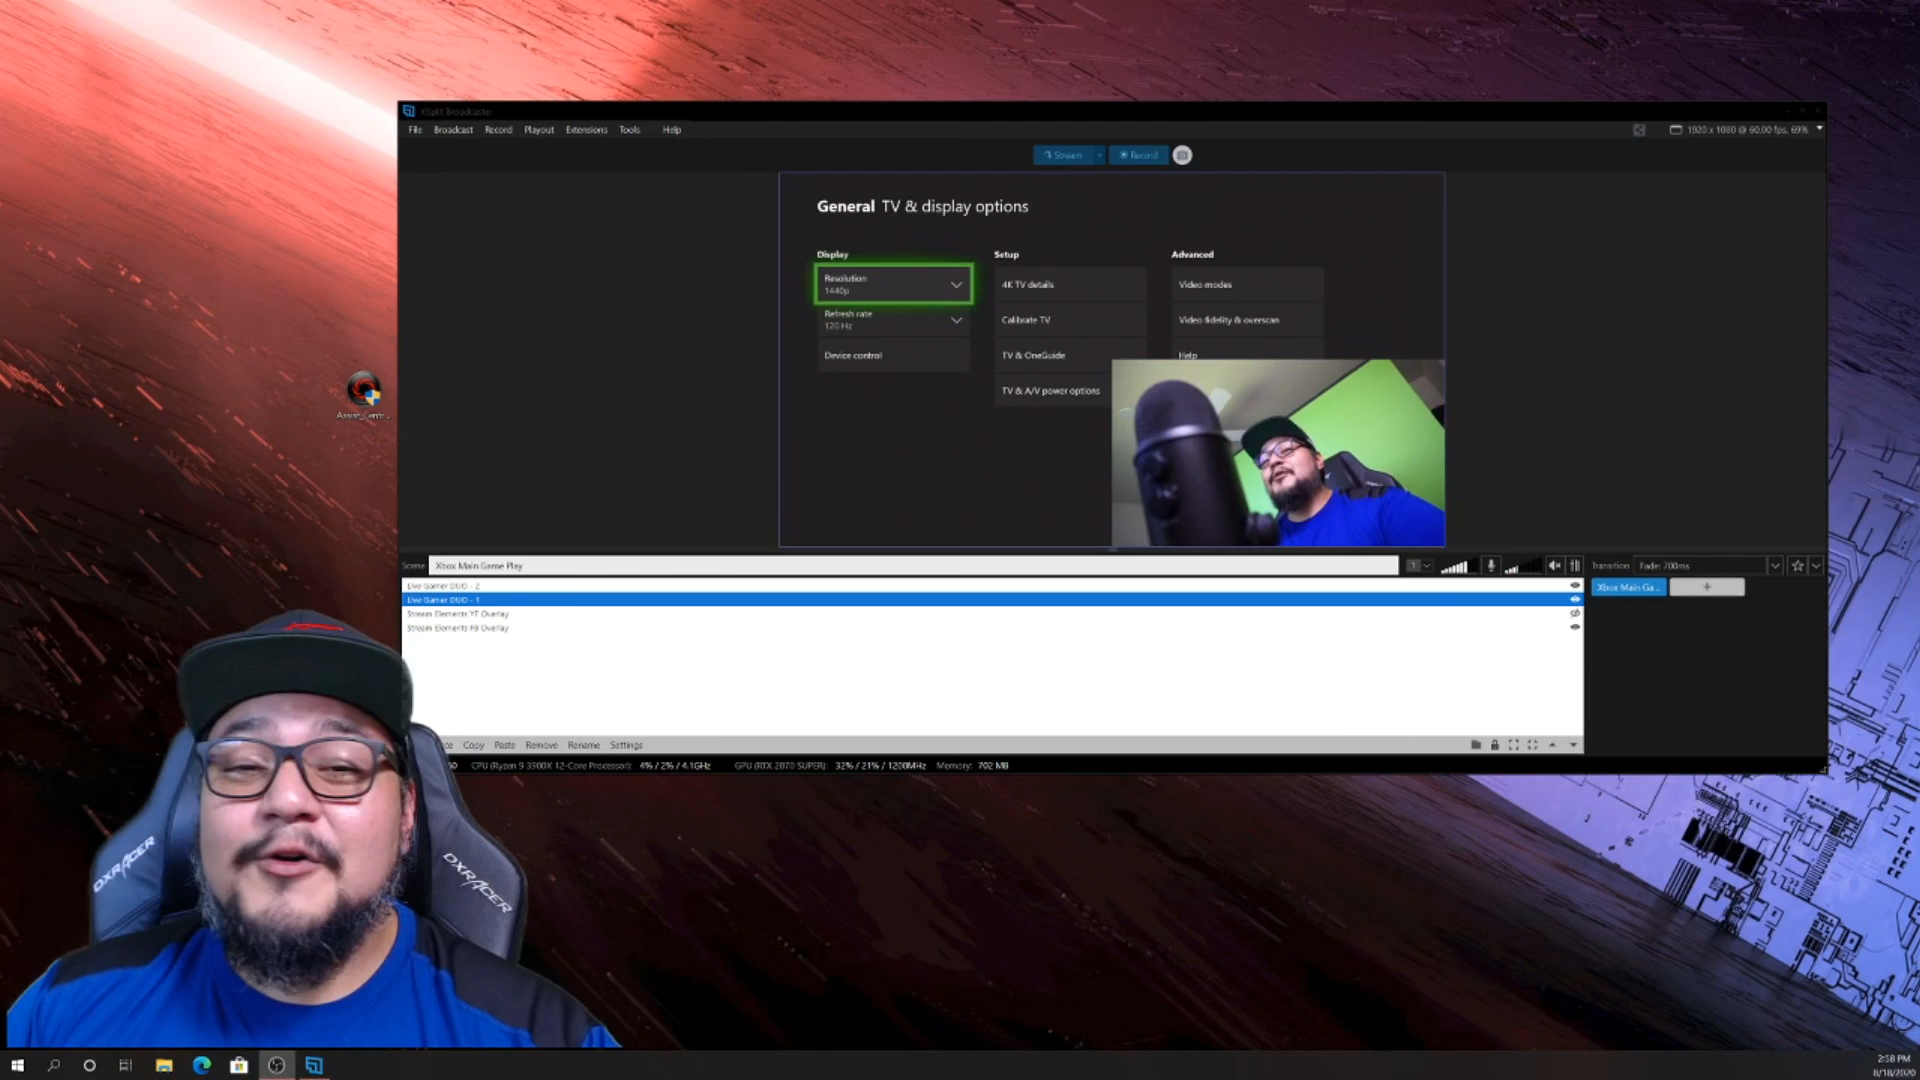 XSplit Broadcaster
File Broadcast Record Playout Extensions Tools Help
1920 x 1080 @ 60.00 fps, 69%
Stream Record
General TV & display options
Display Setup Advanced
Resolution
1440p
4K TV details
Video modes
Refresh rate
120 Hz
Calibrate TV
Video fidelity & overscan
Device control
TV & OneGuide
Help
TV & A/V power options
Scene Xbox Main Game Play
1
Transition Fade: 700ms
Live Gamer DUO - 2
Live Gamer DUO - 1
Stream Elements YT Overlay
Stream Elements FB Overlay
Xbox Main Ga...
+
Copy Paste Remove Rename Settings
CPU (Ryzen 9 3900X 12-Core Processor): 4% / 2% / 4.1GHz GPU (RTX 2070 SUPER): 32% / 21% / 1200MHz Memory: 702 MB
DXRACER
DXRACER
2:58 PM
8/18/2020